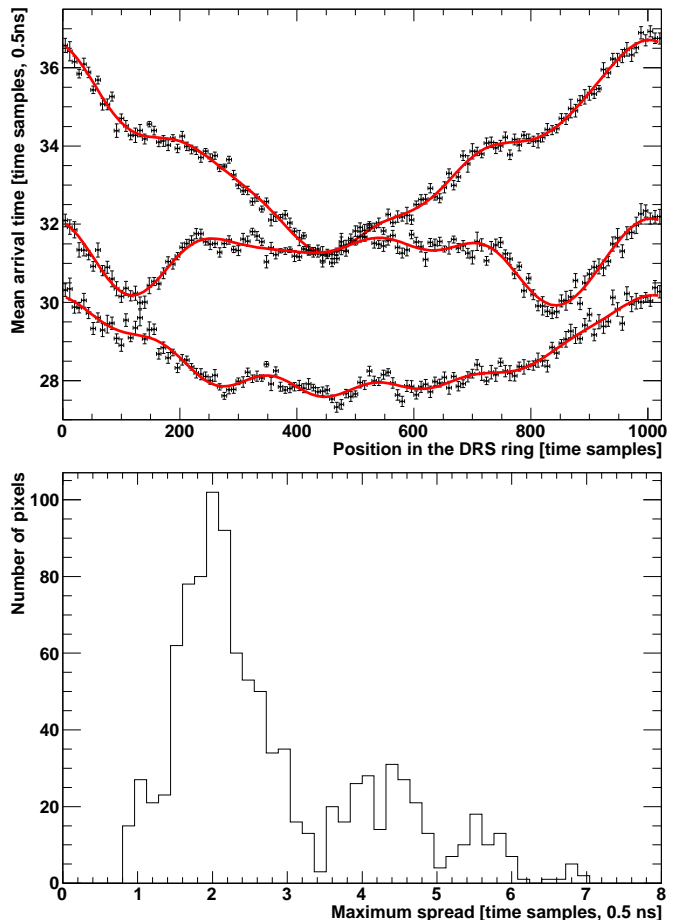 Mean arrival time [time samples, 0.5ns]
36
34
32
30
28
0 200 400 600 800 1000
Position in the DRS ring [time samples]
Number of pixels
100
80
60
40
20
0
0 1 2 3 4 5 6 7 8
Maximum spread [time samples, 0.5 ns]